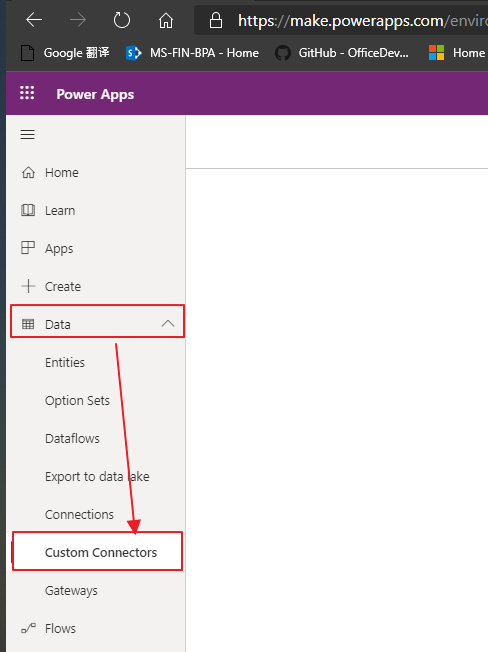 https://make.powerapps.com/enviro
Google 翻译 MS-FIN-BPA - Home GitHub - OfficeDev... Home
Power Apps
Home
Learn
Apps
Create
Data
Entities
Option Sets
Dataflows
Export to data lake
Connections
Custom Connectors
Gateways
Flows